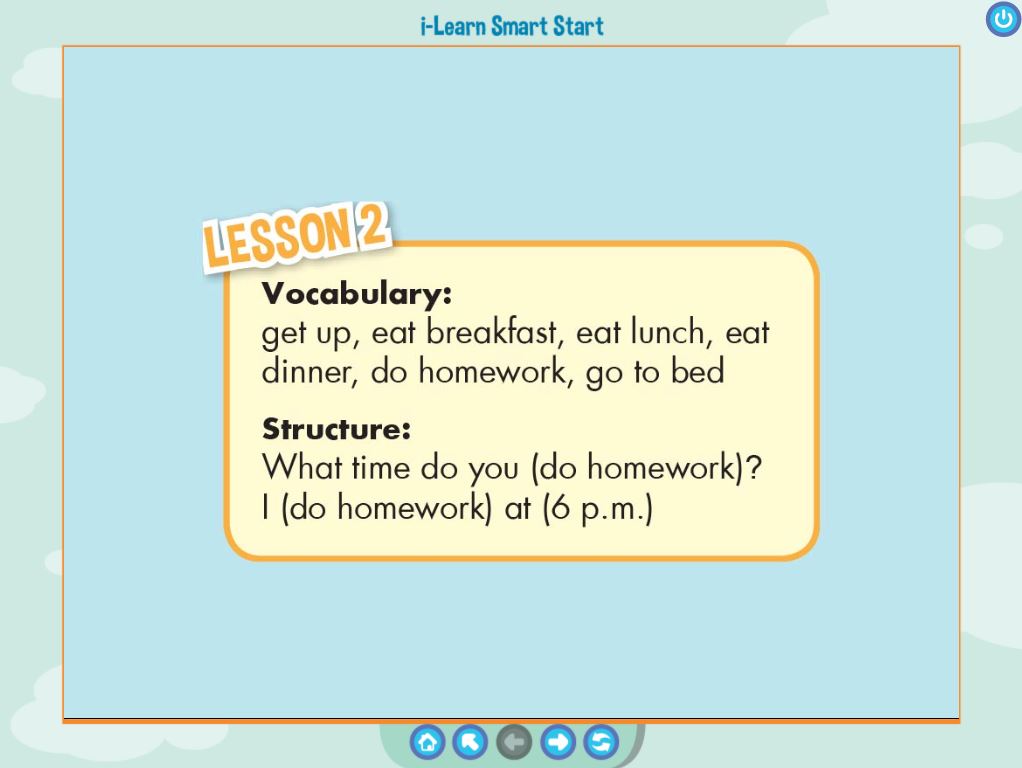 i-Learn Smart Start
LESSON 2
Vocabulary:
get up, eat breakfast, eat lunch, eat
dinner, do homework, go to bed
Structure:
What time do you (do homework)?
I (do homework) at (6 p.m.)